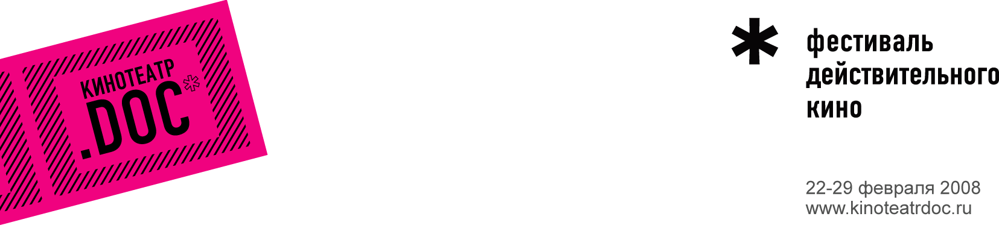 КИНОТЕАТР
.DOC*
* фестиваль
действительного
кино
22-29 февраля 2008
www.kinoteatrdoc.ru